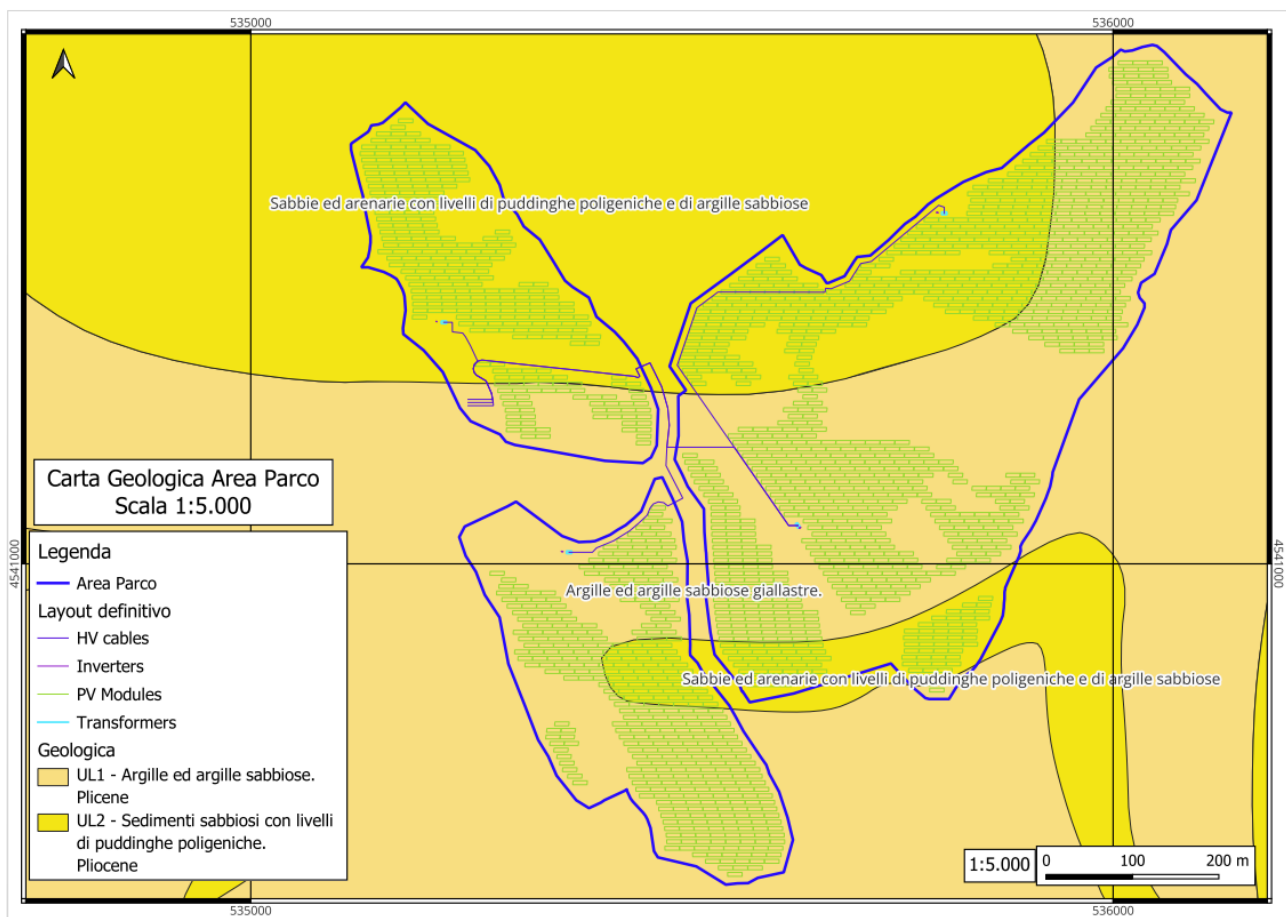 535000
536000
Sabbie ed arenarie con livelli di puddinghe poligeniche e di argille sabbiose
Carta Geologica Area Parco
Scala 1:5.000
Legenda
Area Parco
Layout definitivo
HV cables
Inverters
PV Modules
Transformers
Geologica
UL1 - Argille ed argille sabbiose.
Plicene
UL2 - Sedimenti sabbiosi con livelli
di puddinghe poligeniche.
Pliocene
4541000
4541000
Argille ed argille sabbiose giallastre.
Sabbie ed arenarie con livelli di puddinghe poligeniche e di argille sabbiose
1:5.000
0 100 200 m
535000
536000